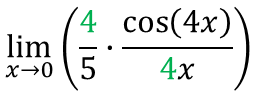 lim x→0 (4/5 · cos(4x)/4x)